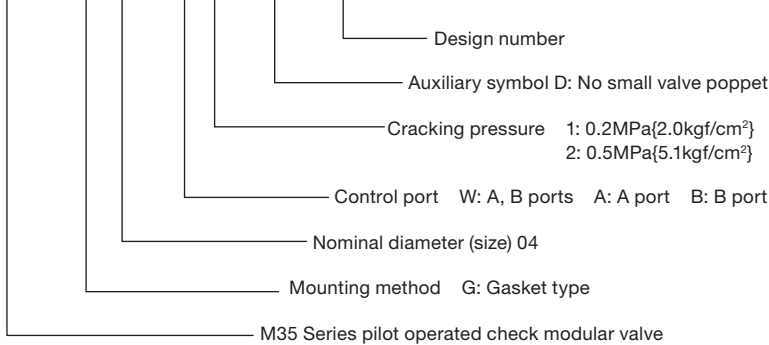 Design number
Auxiliary symbol D: No small valve poppet
Cracking pressure 1: 0.2MPa{2.0kgf/cm²}
2: 0.5MPa{5.1kgf/cm²}
Control port W: A, B ports A: A port B: B port
Nominal diameter (size) 04
Mounting method G: Gasket type
M35 Series pilot operated check modular valve